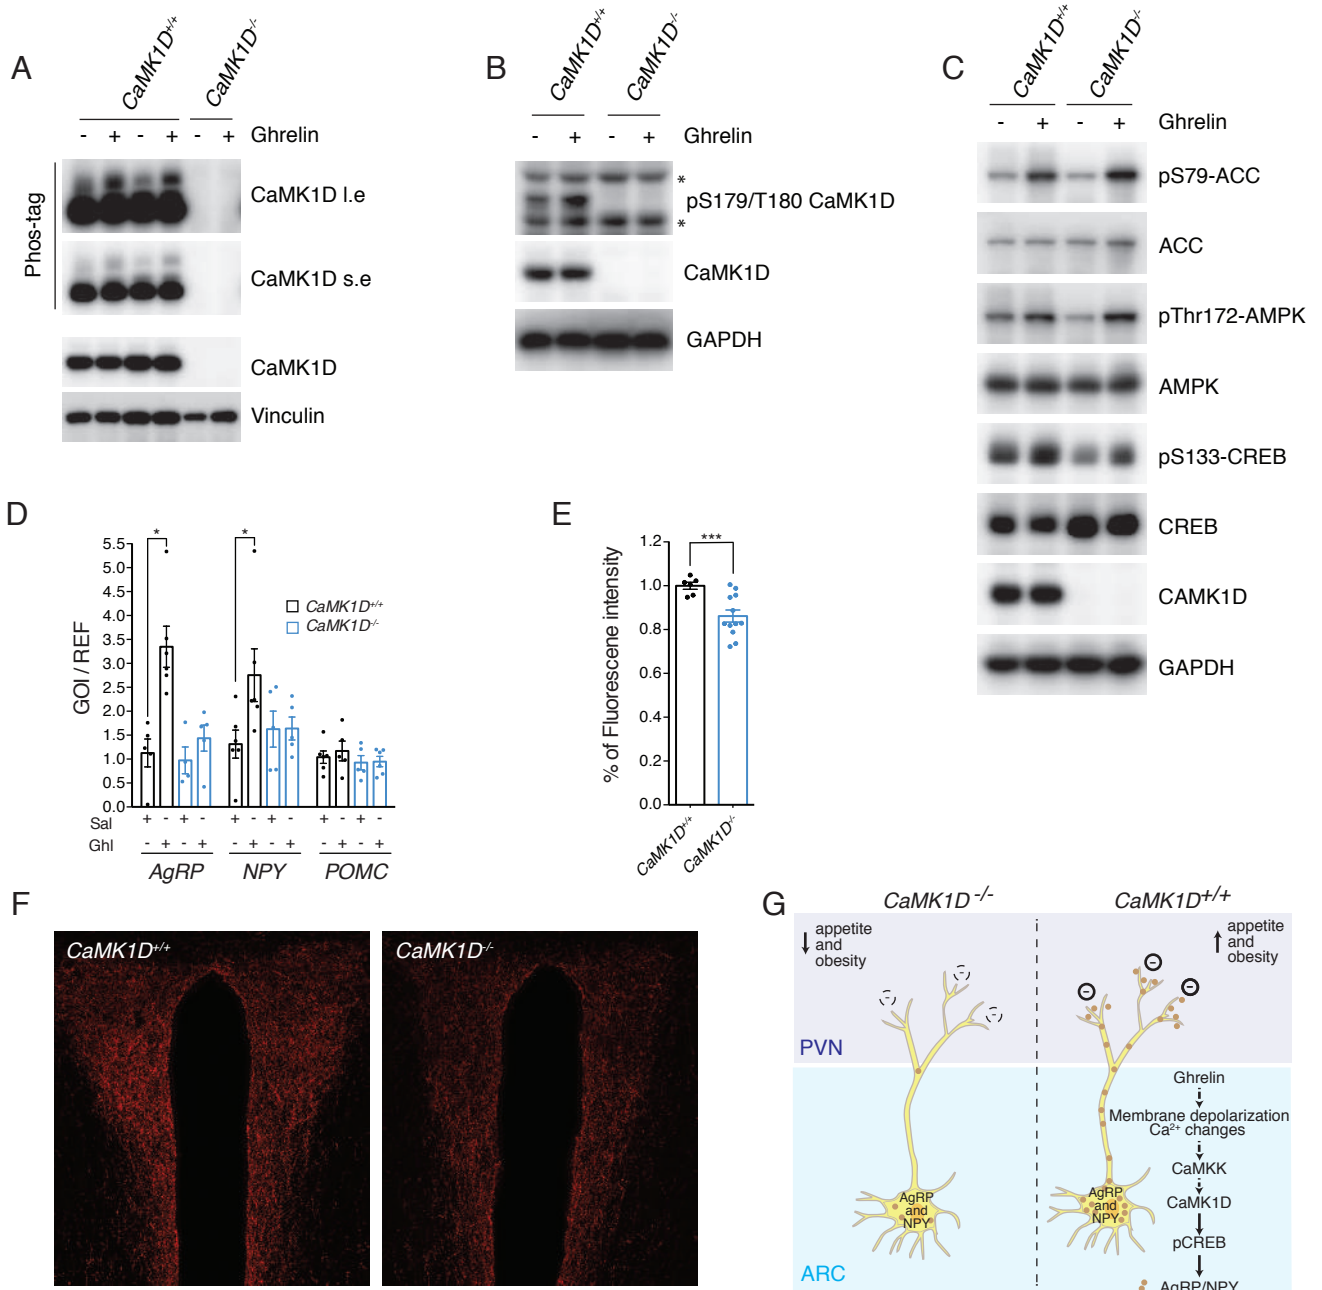 A
CaMK1D+/+
CaMK1D-/-
- + - + - + Ghrelin
Phos-tag
CaMK1D l.e
CaMK1D s.e
CaMK1D
Vinculin
B
CaMK1D+/+
CaMK1D-/-
- + - + Ghrelin
*
pS179/T180 CaMK1D
*
CaMK1D
GAPDH
C
CaMK1D+/+
CaMK1D-/-
- + - + Ghrelin
pS79-ACC
ACC
pThr172-AMPK
AMPK
pS133-CREB
CREB
CAMK1D
GAPDH
D
GOI / REF
5.5
5.0
4.5
4.0
3.5
3.0
2.5
2.0
1.5
1.0
0.5
0.0
* *
CaMK1D+/+
CaMK1D-/-
Sal + - + - + - + - + - + -
Ghl - + - + - + - + - + - +
AgRP NPY POMC
E
% of Fluorescene intensity
1.2
1.0
0.8
0.6
0.4
0.2
0.0
***
CaMK1D+/+
CaMK1D-/-
F
CaMK1D+/+
CaMK1D-/-
G
CaMK1D -/-
CaMK1D+/+
↓ appetite
and
obesity
↑ appetite
and
obesity
- - -
- - -
PVN
Ghrelin
Membrane depolarization
Ca2+ changes
CaMKK
CaMK1D
pCREB
AgRP/NPY
AgRP
and
NPY
AgRP
and
NPY
ARC